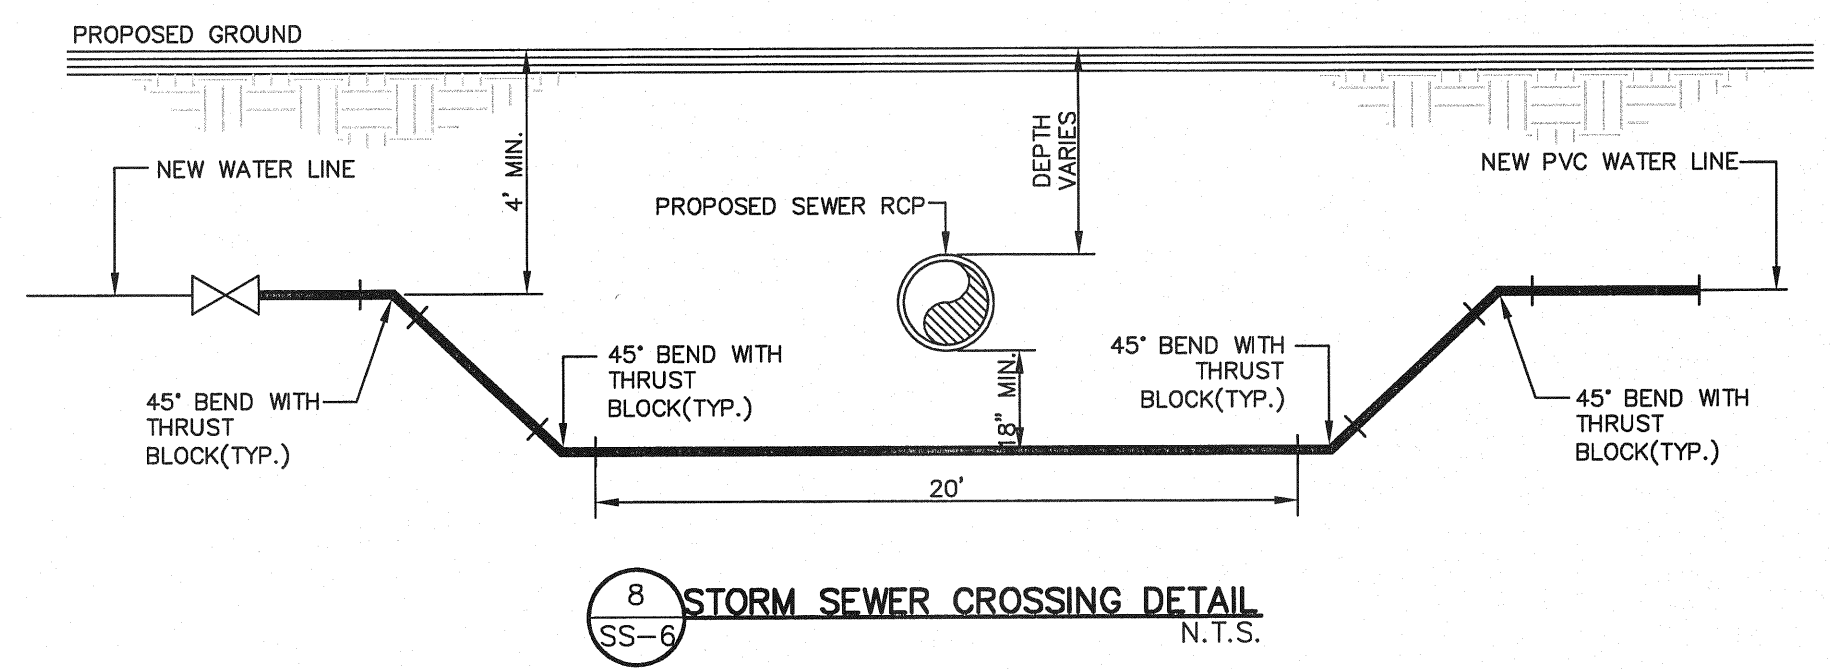 PROPOSED GROUND
NEW WATER LINE
4' MIN.
DEPTH
VARIES
NEW PVC WATER LINE
PROPOSED SEWER RCP
45° BEND WITH
THRUST
BLOCK(TYP.)
45° BEND WITH
THRUST
BLOCK(TYP.)
18" MIN.
45° BEND WITH
THRUST
BLOCK(TYP.)
45° BEND WITH
THRUST
BLOCK(TYP.)
20'
8
SS-6
STORM SEWER CROSSING DETAIL
N.T.S.